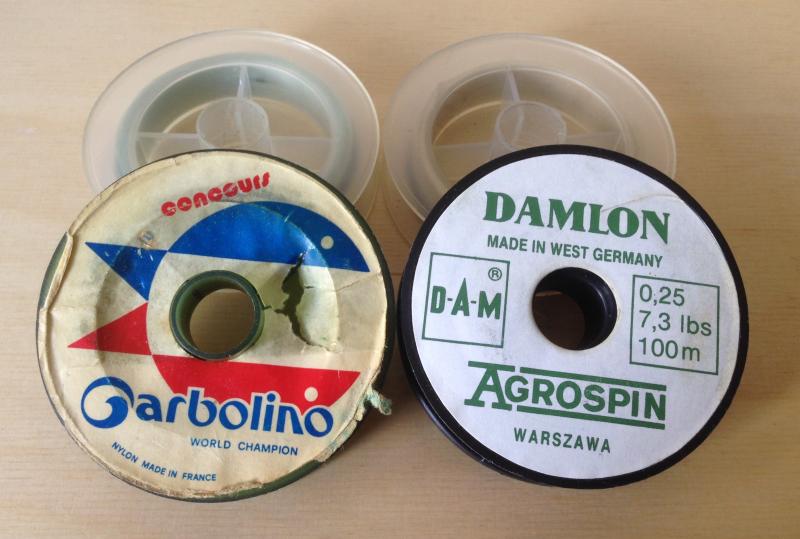 CONCOURS
Garbolino
WORLD CHAMPION
NYLON MADE IN FRANCE
DAMLON
MADE IN WEST GERMANY
D-A-M ®
0,25
7,3 lbs
100m
AGROSPIN
WARSZAWA